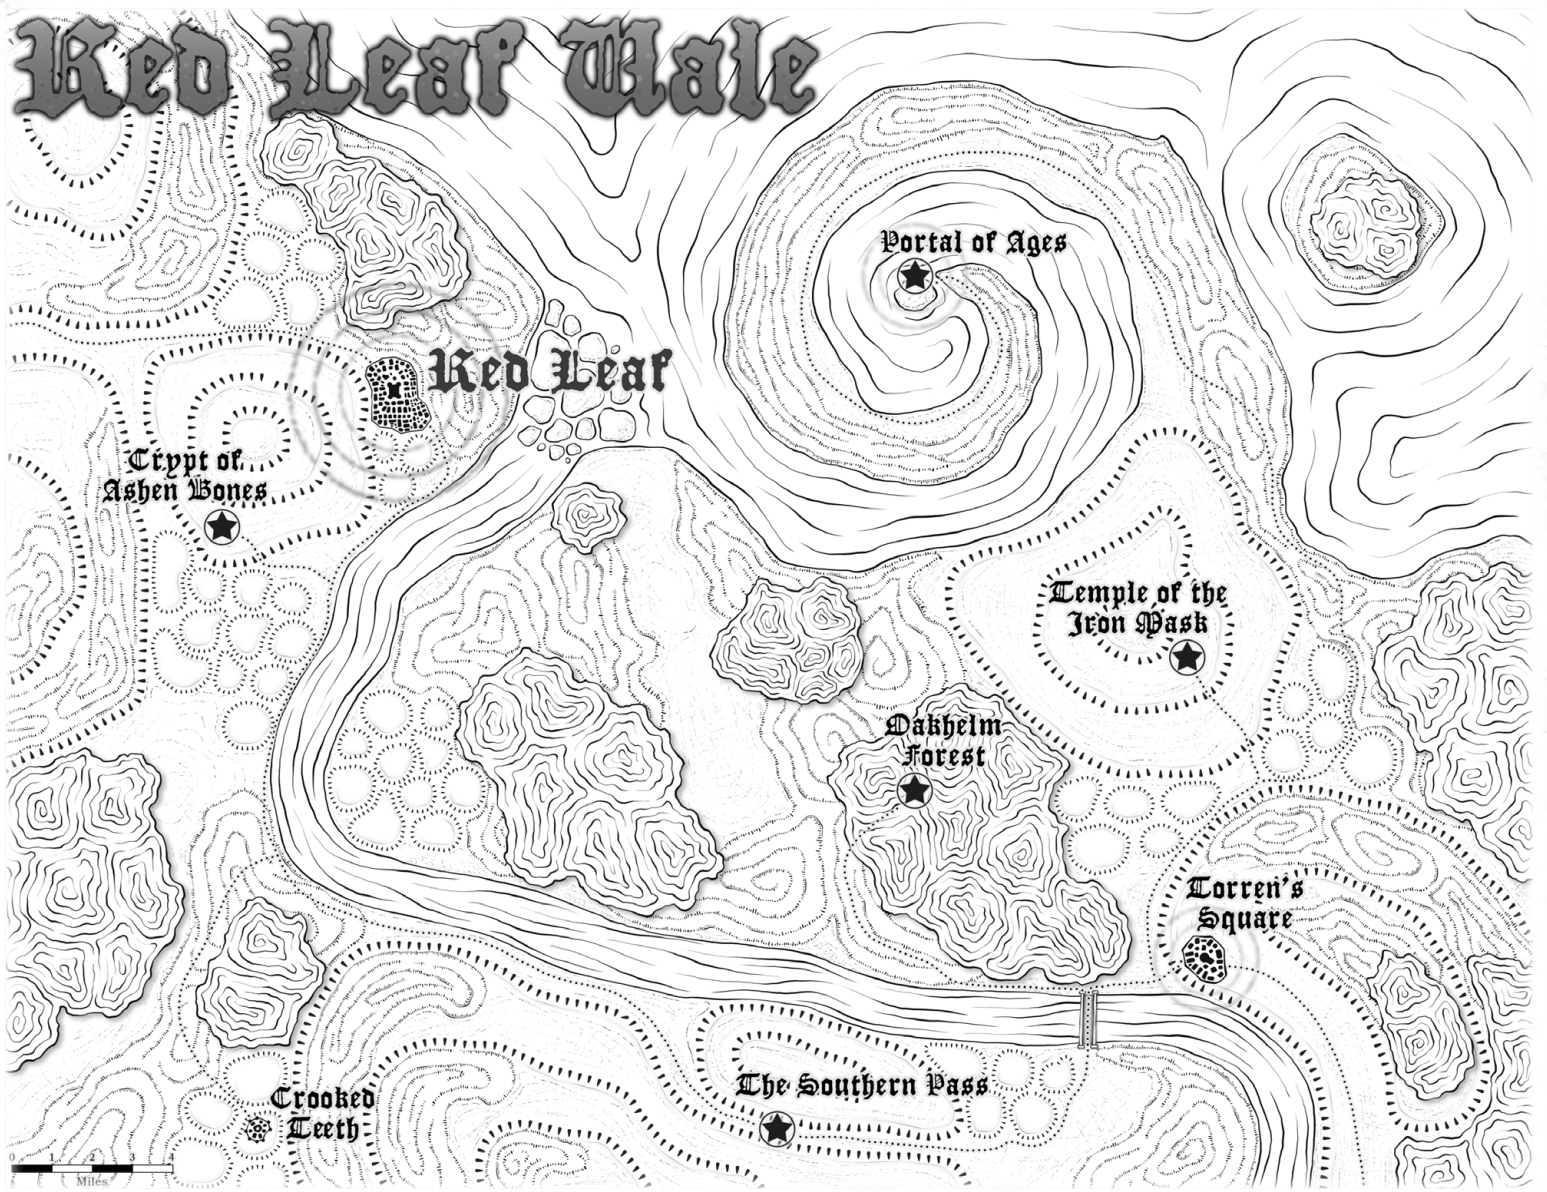 Red Leaf Vale
Portal of Ages
Red Leaf
Crypt of
Ashen Bones
Temple of the
Iron Mask
Oakhelm
Forest
Torren's
Square
The Southern Pass
Crooked
Teeth
0 1 2 3 4
Miles